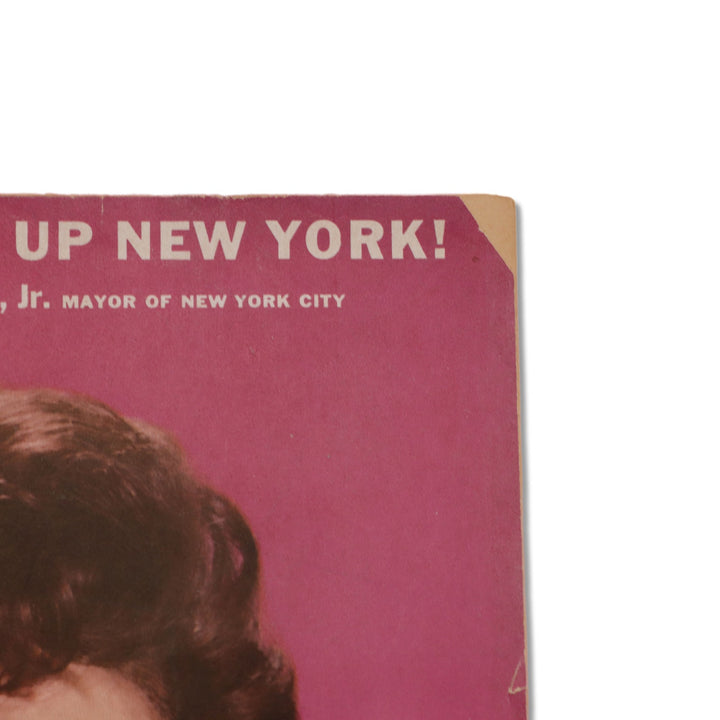 UP NEW YORK!
, Jr. MAYOR OF NEW YORK CITY